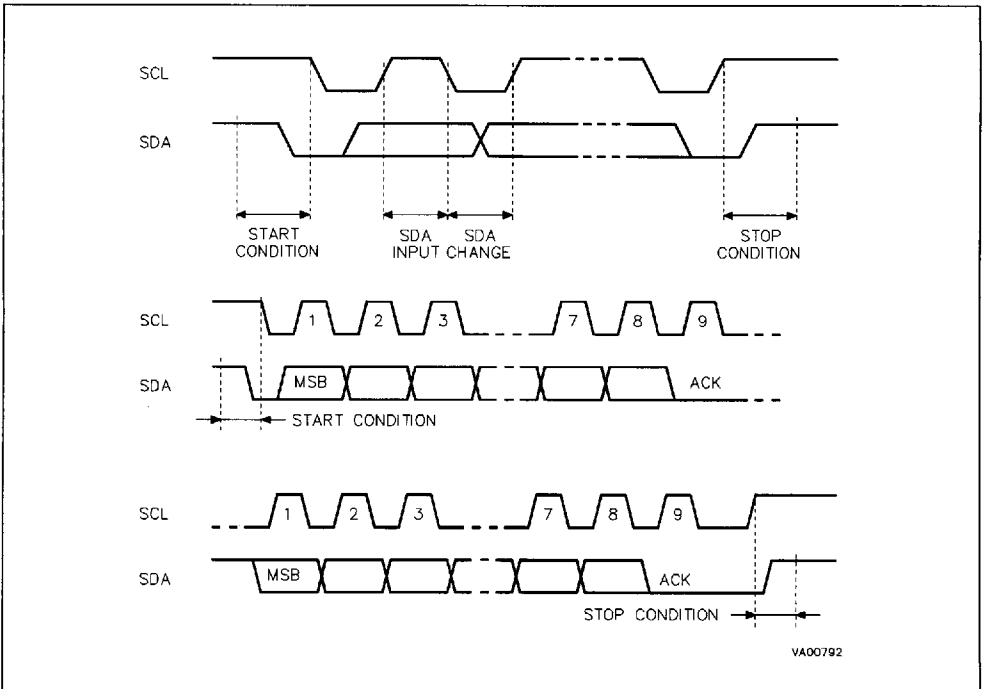 SCL
SDA
START
CONDITION
SDA SDA
INPUT CHANGE
STOP
CONDITION
SCL
1 2 3 7 8 9
SDA
MSB
ACK
START CONDITION
SCL
1 2 3 7 8 9
SDA
MSB
ACK
STOP CONDITION
VA00792